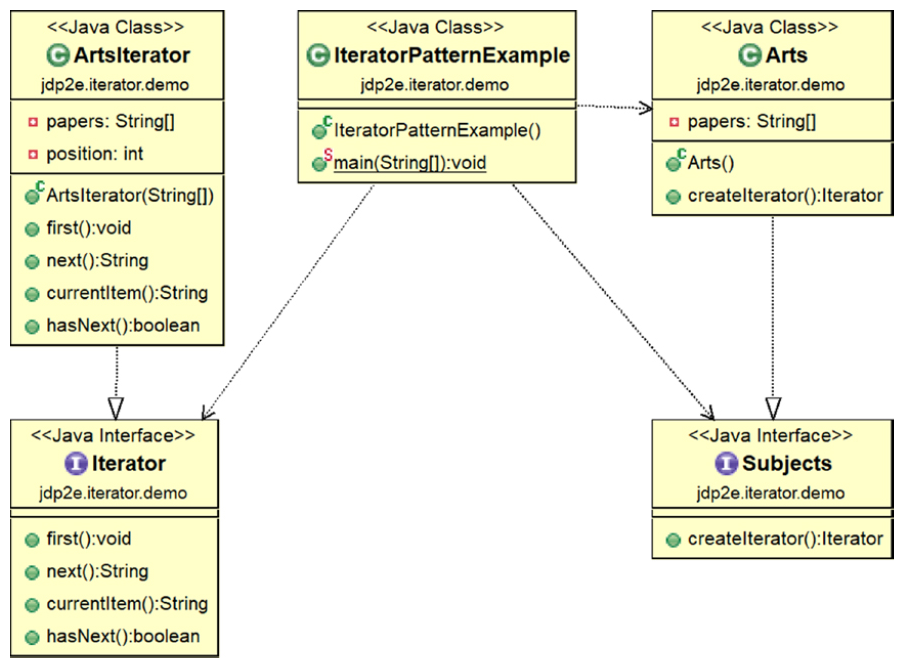 <<Java Class>>
ArtsIterator
jdp2e.iterator.demo
papers: String[]
position: int
ArtsIterator(String[])
first():void
next():String
currentItem():String
hasNext():boolean
<<Java Class>>
IteratorPatternExample
jdp2e.iterator.demo
IteratorPatternExample()
main(String[]):void
<<Java Class>>
Arts
jdp2e.iterator.demo
papers: String[]
Arts()
createIterator():Iterator
<<Java Interface>>
Iterator
jdp2e.iterator.demo
first():void
next():String
currentItem():String
hasNext():boolean
<<Java Interface>>
Subjects
jdp2e.iterator.demo
createIterator():Iterator